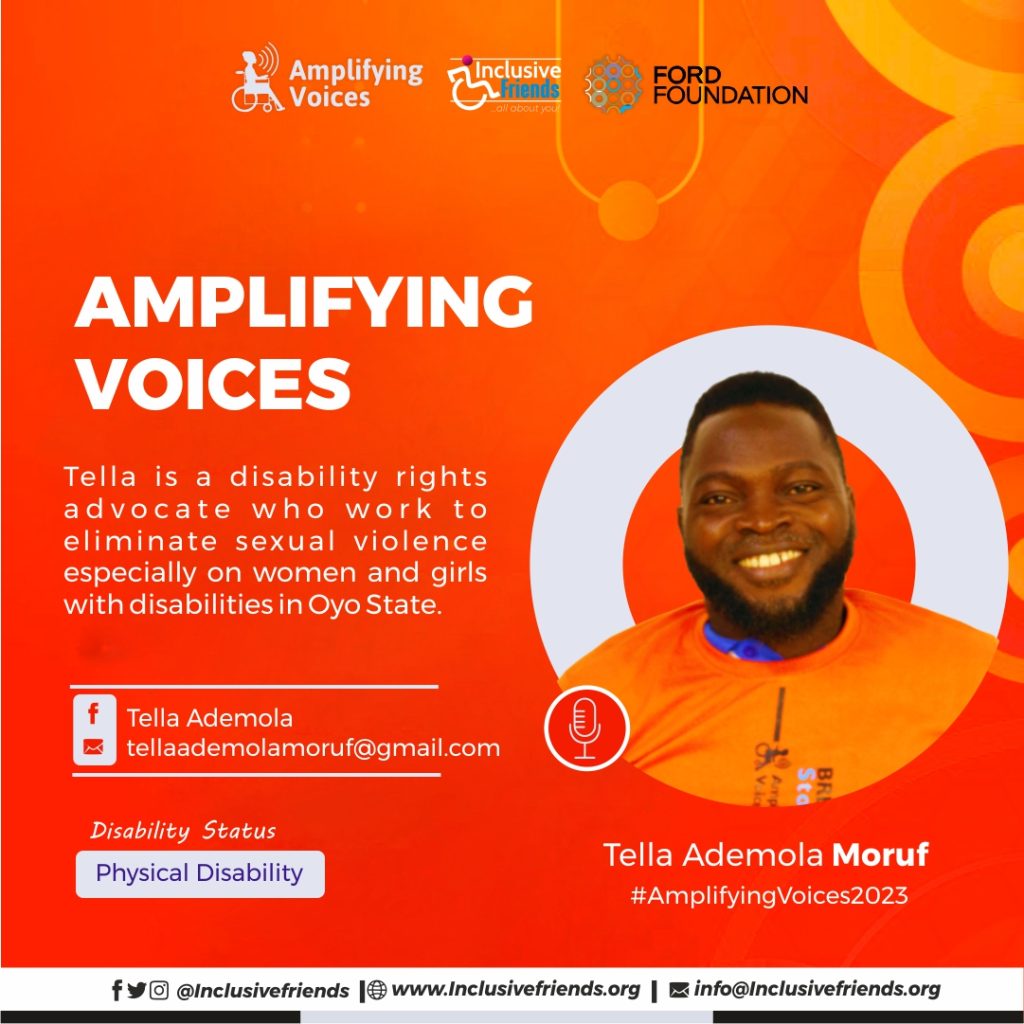 Amplifying
Voices
Inclusive
Friends
...all about you!
FORD
FOUNDATION
AMPLIFYING
VOICES
Tella is a disability rights
advocate who work to
eliminate sexual violence
especially on women and girls
with disabilities in Oyo State.
Tella Ademola
tellaademolamoruf@gmail.com
Disability Status
Physical Disability
Tella Ademola Moruf
#AmplifyingVoices2023
@Inclusivefriends | www.Inclusivefriends.org | info@Inclusivefriends.org